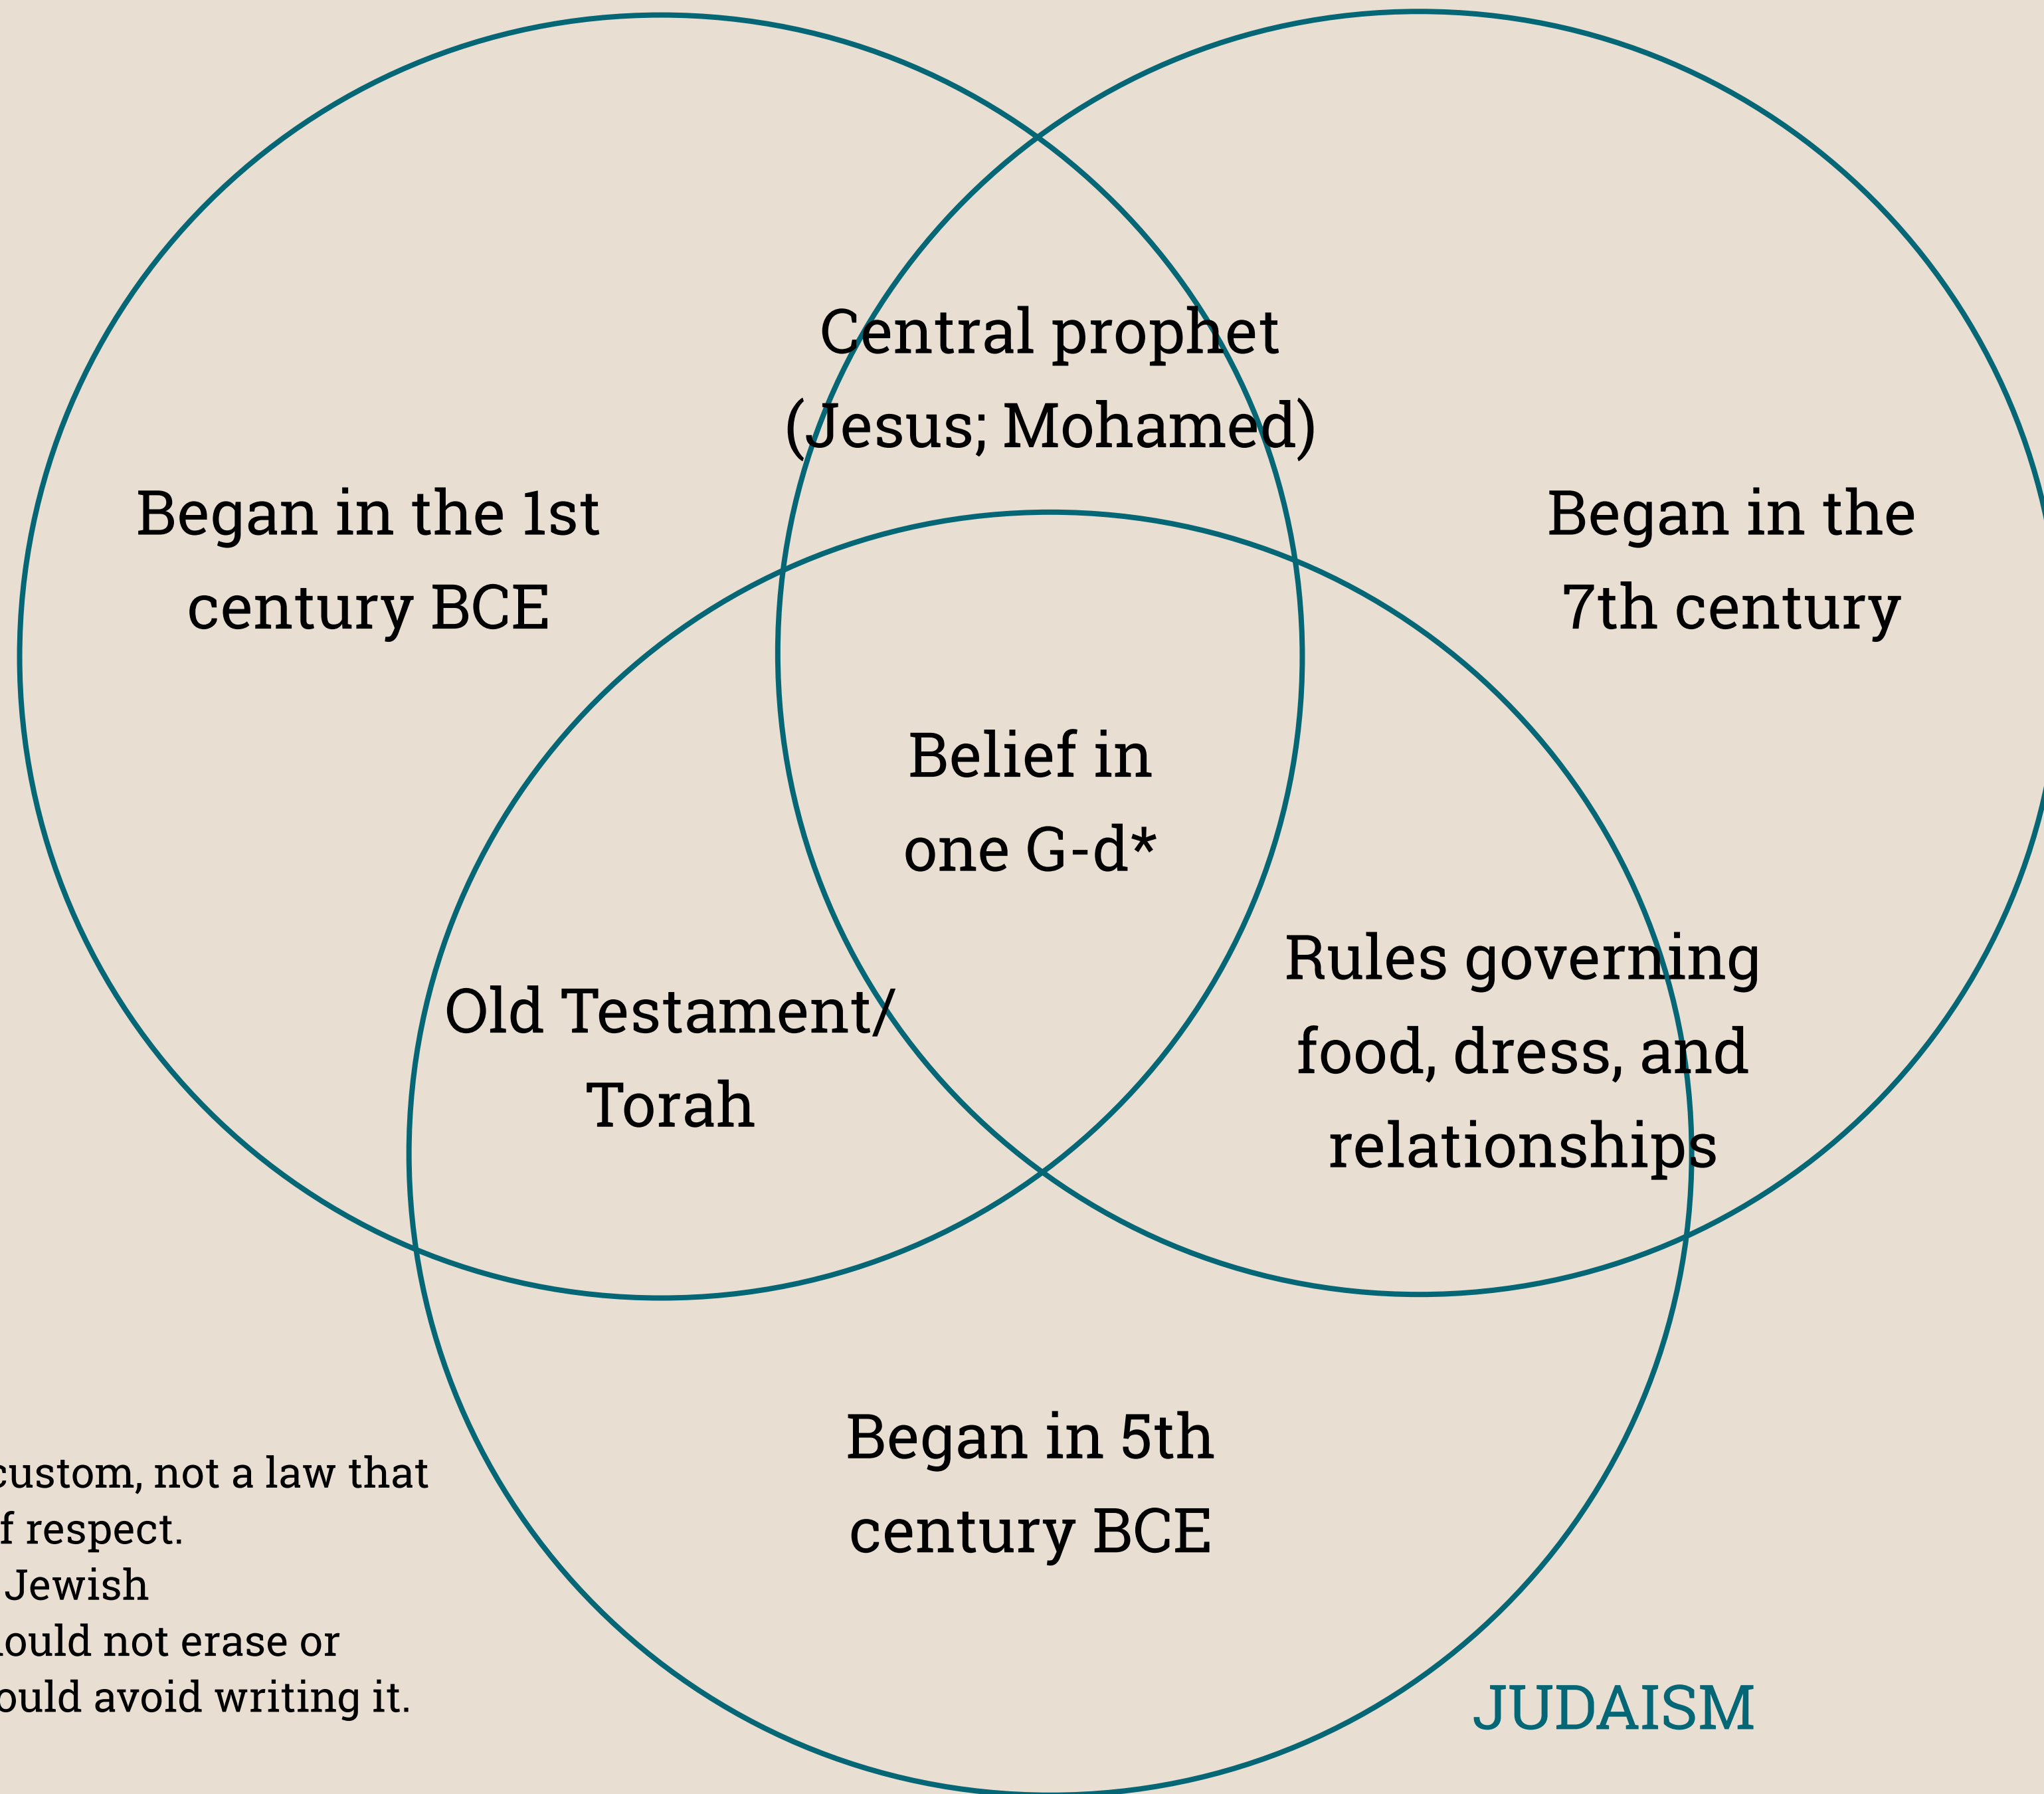 Central prophet
(Jesus; Mohamed)
Began in the 1st
century BCE
Began in the
7th century
Belief in
one G-d*
Old Testament/
Torah
Rules governing
food, dress, and
relationships
Began in 5th
century BCE
custom, not a law that
f respect.
Jewish
ould not erase or
ould avoid writing it.
JUDAISM